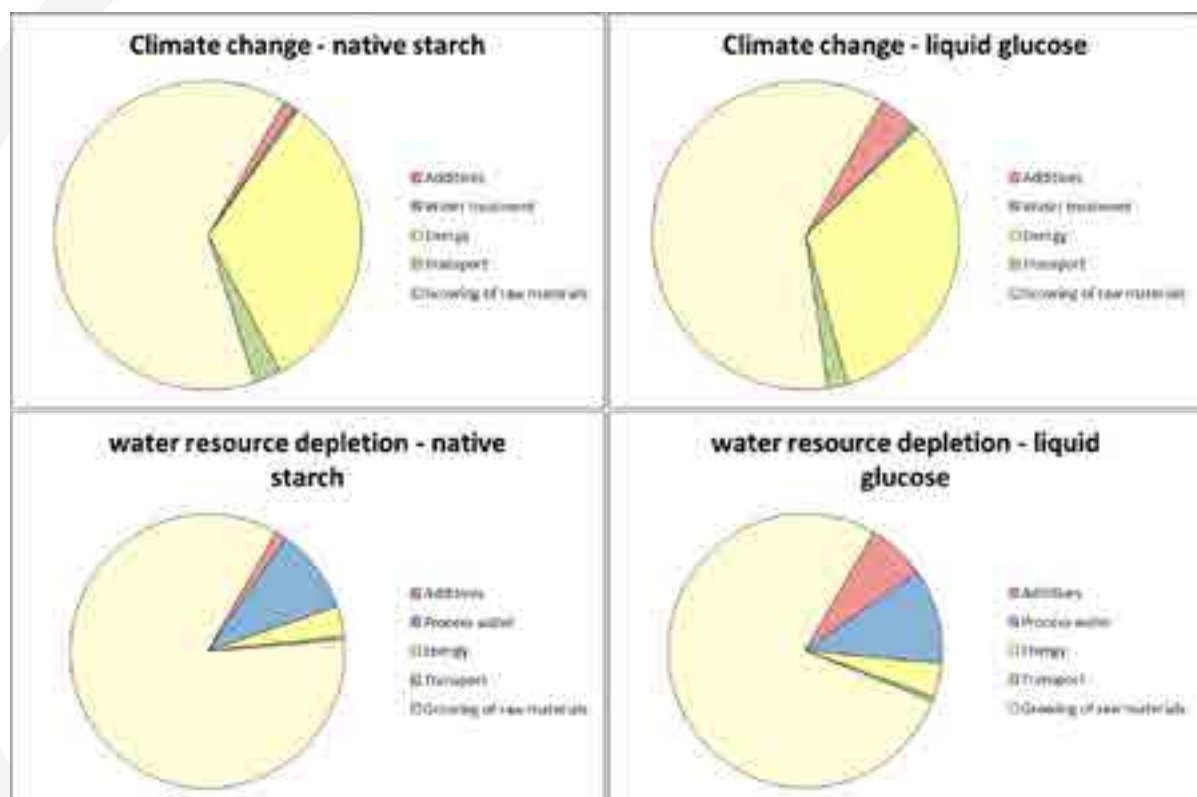 Climate change - native starch
Additives
Water treatment
Energy
transport
Growing of raw materials
Climate change - liquid glucose
Additives
Water treatment
Energy
transport
Growing of raw materials
water resource depletion - native
starch
Additives
Process water
Energy
Transport
Growing of raw materials
water resource depletion - liquid
glucose
Additives
Process water
Energy
Transport
Growing of raw materials